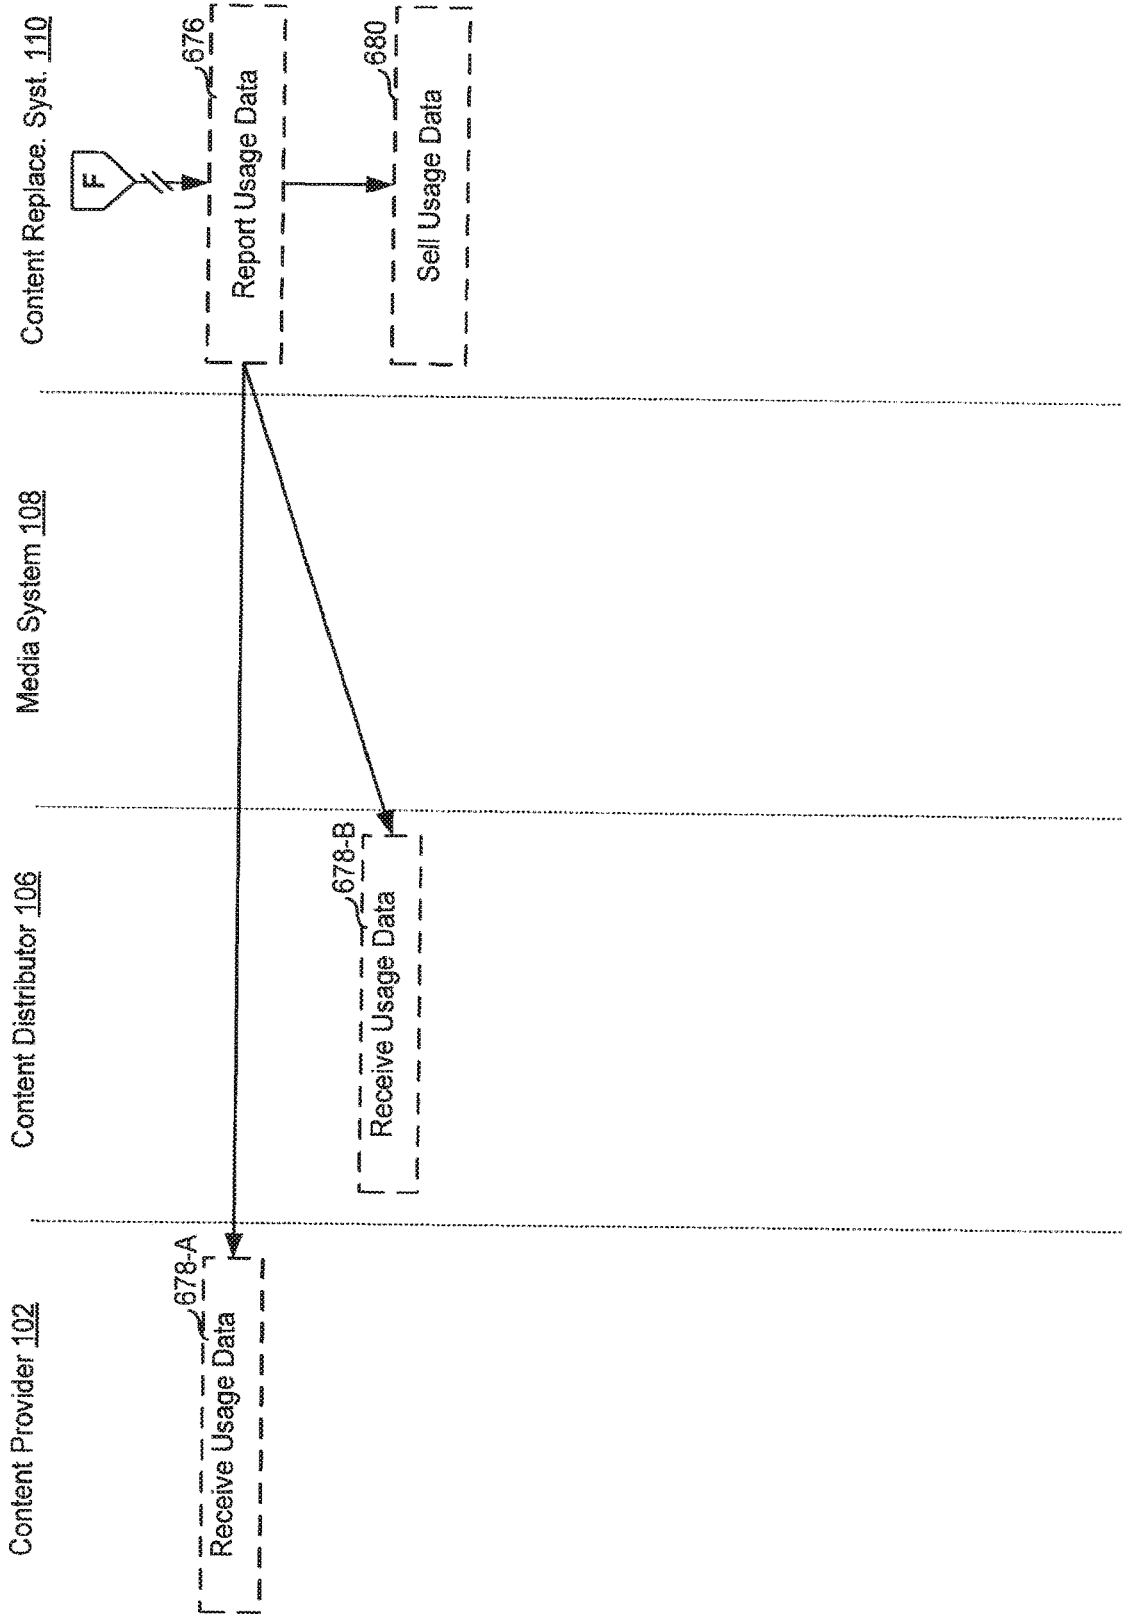 Content Provider 102
Content Distributor 106
Media System 108
Content Replace. Syst. 110
F
676
Report Usage Data
678-A
Receive Usage Data
678-B
Receive Usage Data
680
Sell Usage Data